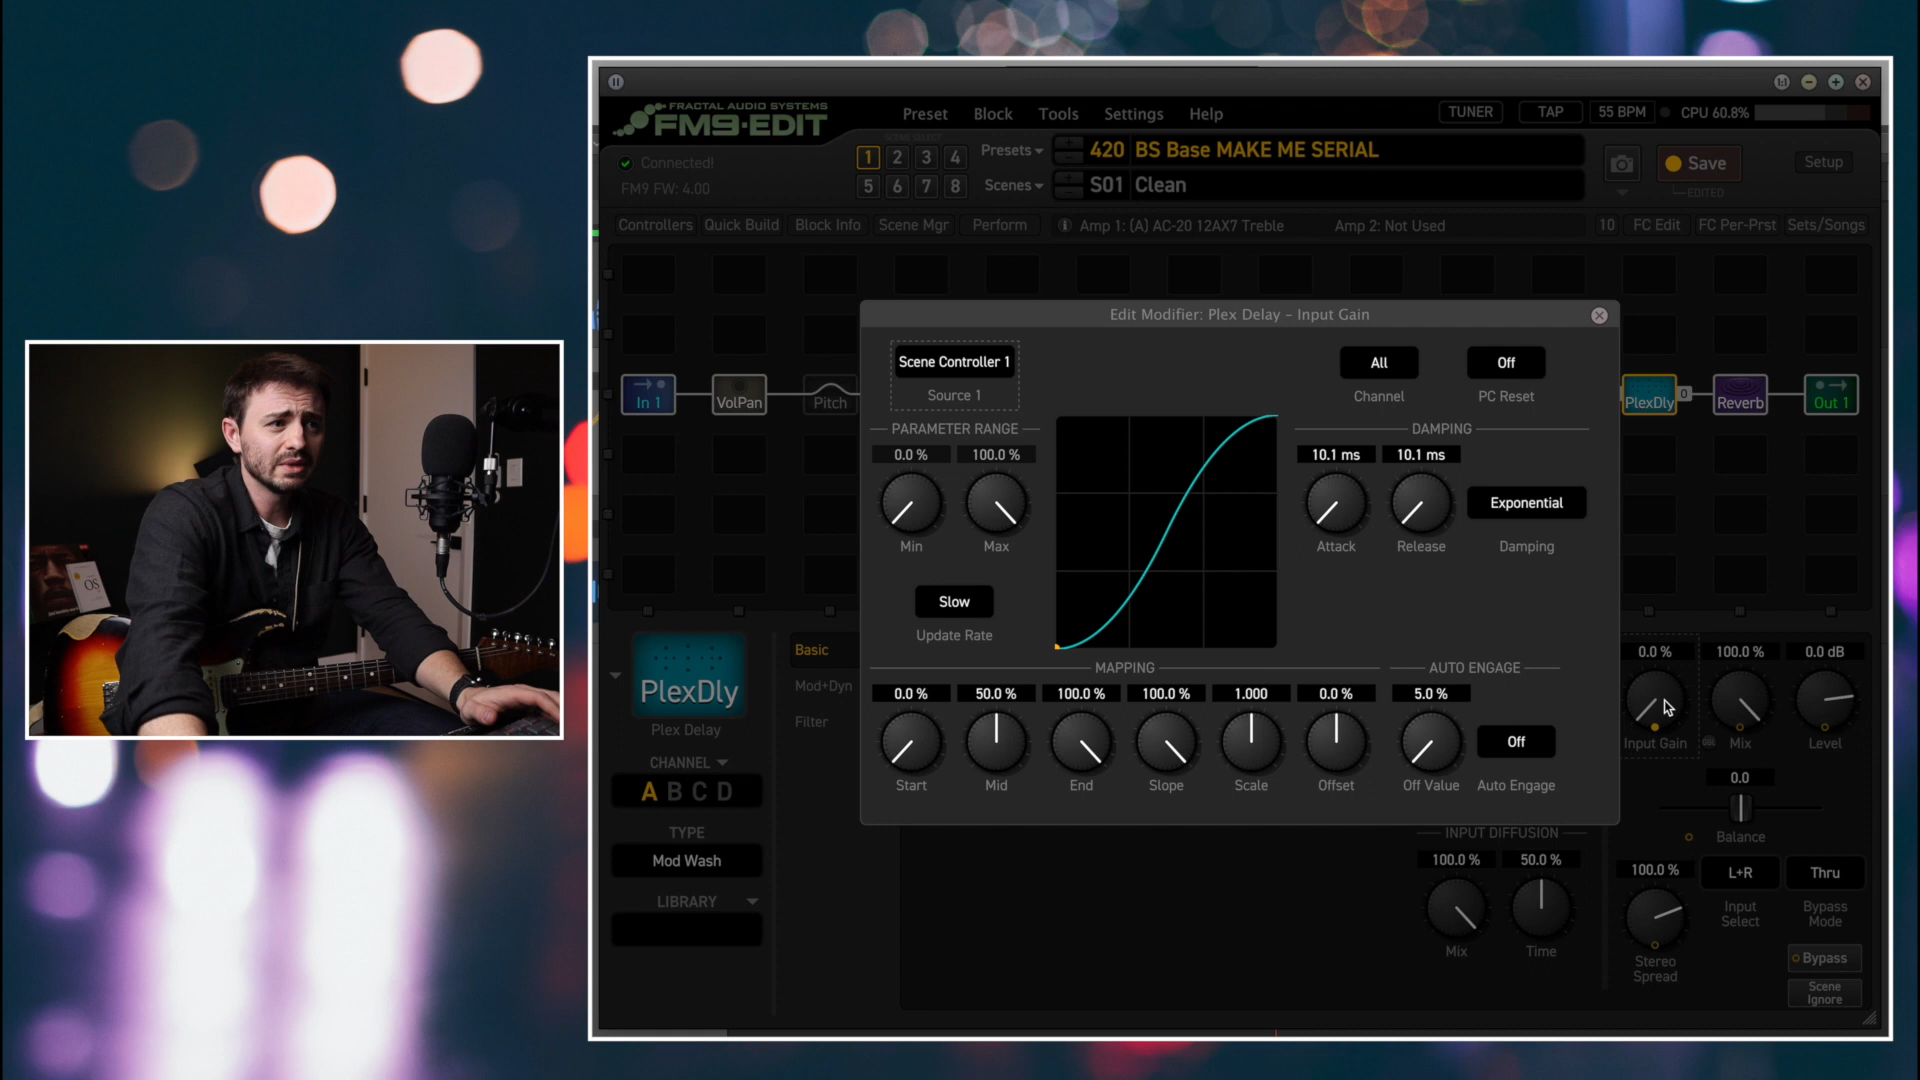 FRACTAL AUDIO SYSTEMS
FM9-EDIT
Preset Block Tools Settings Help
TUNER TAP 55 BPM CPU 60.8%
SCENE SELECT
Connected!
FM9 FW: 4.00
1 2 3 4
5 6 7 8
Presets 420 BS Base MAKE ME SERIAL
Scenes S01 Clean
Save
EDITED
Setup
Controllers Quick Build Block Info Scene Mgr Perform Amp 1: (A) AC-20 12AX7 Treble Amp 2: Not Used 10 FC Edit FC Per-Prst Sets/Songs
In 1 VolPan Pitch PlexDly 0 Reverb Out 1
Edit Modifier: Plex Delay - Input Gain
Scene Controller 1
Source 1
All
Channel
Off
PC Reset
PARAMETER RANGE
0.0 % 100.0 %
Min Max
Slow
Update Rate
DAMPING
10.1 ms 10.1 ms
Exponential
Attack Release Damping
MAPPING
0.0 % 50.0 % 100.0 % 100.0 % 1.000 0.0 %
Start Mid End Slope Scale Offset
AUTO ENGAGE
5.0 %
Off
Off Value Auto Engage
PlexDly
Plex Delay
CHANNEL
A B C D
TYPE
Mod Wash
LIBRARY
Basic
Mod+Dyn
Filter
INPUT DIFFUSION
100.0 % 50.0 %
Mix Time
0.0 % 100.0 % 0.0 dB
Input Gain Mix Level
0.0
Balance
100.0 % L+R Thru
Stereo
Spread
Input
Select
Bypass
Mode
Bypass
Scene
Ignore
OS